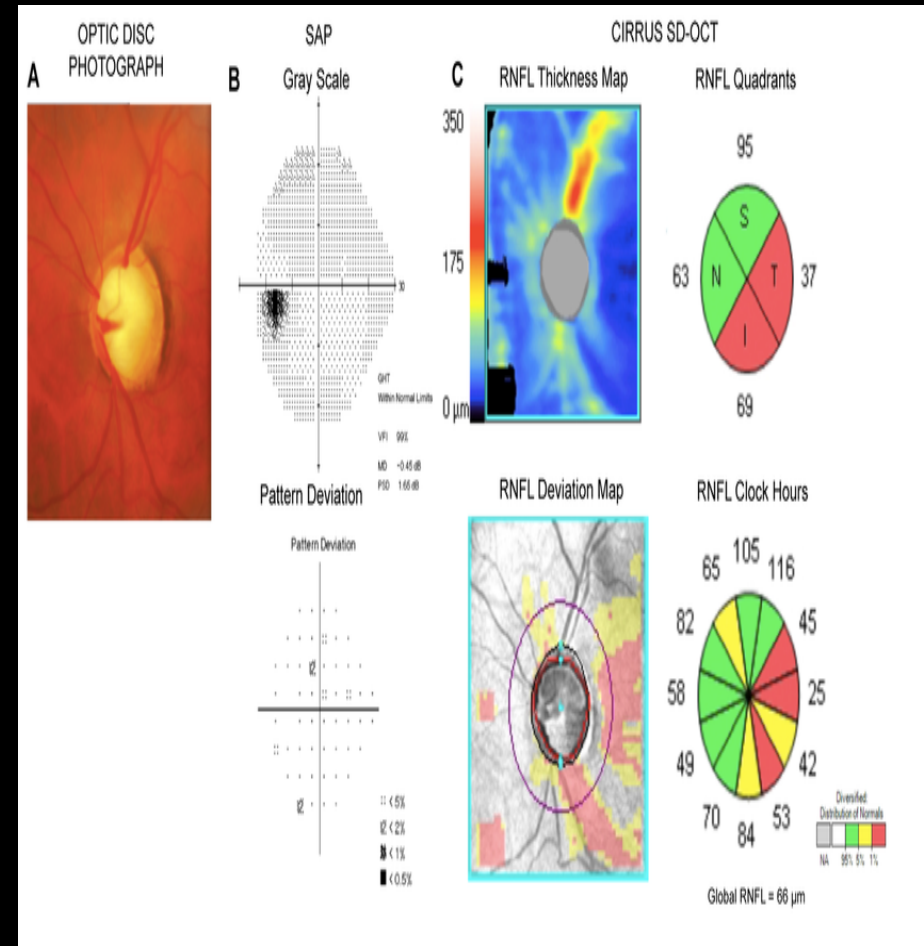 OPTIC DISC
PHOTOGRAPH
A
SAP
B
Gray Scale
30
GHT
Within Normal Limits
VFI 99%
MD -0.45 dB
PSD 1.66 dB
Pattern Deviation
Pattern Deviation
< 5%
< 2%
< 1%
< 0.5%
CIRRUS SD-OCT
C
RNFL Thickness Map
350
175
0 µm
RNFL Quadrants
95
S
63
N
T
37
I
69
RNFL Deviation Map
RNFL Clock Hours
105
65
116
82
45
58
25
49
42
70
53
84
Diversified:
Distribution of Normals
NA 95% 5% 1%
Global RNFL = 66 µm